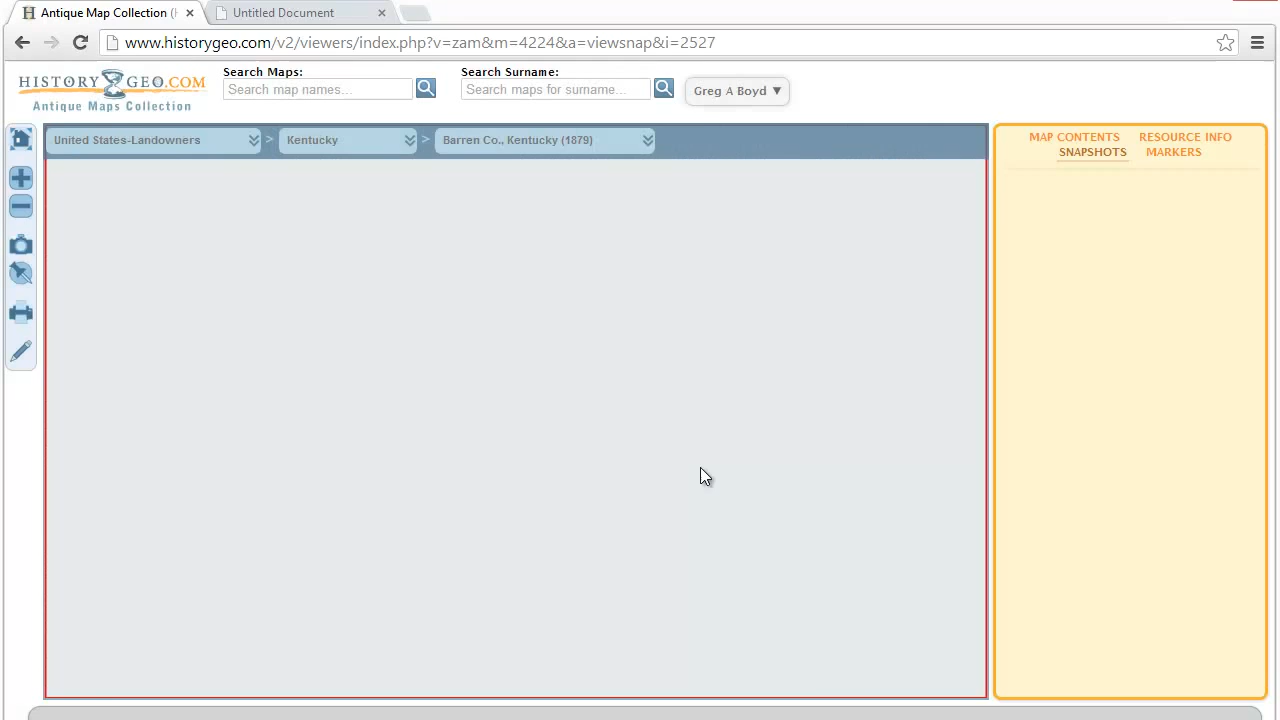 Antique Map Collection (
Untitled Document
www.historygeo.com/v2/viewers/index.php?v=zam&m=4224&a=viewsnap&i=2527
HISTORY GEO.COM
Antique Maps Collection
Search Maps:
Search map names...
Search Surname:
Search maps for surname...
Greg A Boyd ▼
United States-Landowners > Kentucky > Barren Co., Kentucky (1879)
MAP CONTENTS RESOURCE INFO
SNAPSHOTS MARKERS